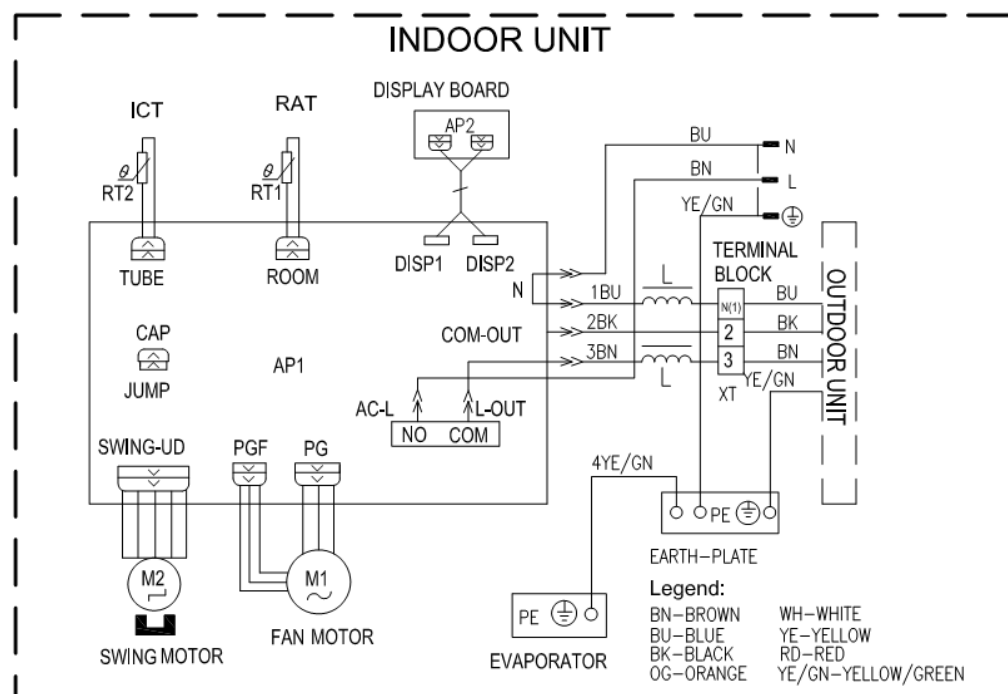 INDOOR UNIT
DISPLAY BOARD
AP2
ICT
RAT
θ
RT2
θ
RT1
TUBE
ROOM
DISP1
DISP2
BU
N
BN
L
YE/GN
TERMINAL
BLOCK
N
1BU
L
N(1)
BU
COM-OUT
2BK
2
BK
3BN
L
3
BN
XT
YE/GN
OUTDOOR UNIT
CAP
JUMP
AP1
AC-L
L-OUT
NO
COM
SWING-UD
PGF
PG
4YE/GN
PE
EARTH-PLATE
M2
M1
SWING MOTOR
FAN MOTOR
PE
EVAPORATOR
Legend:
BN-BROWN WH-WHITE
BU-BLUE YE-YELLOW
BK-BLACK RD-RED
OG-ORANGE YE/GN-YELLOW/GREEN